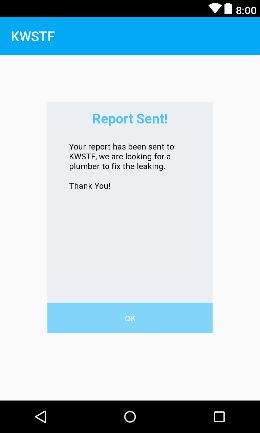 8:00
KWSTF
Report Sent!
Your report has been sent to
KWSTF, we are looking for a
plumber to fix the leaking.
Thank You!
OK